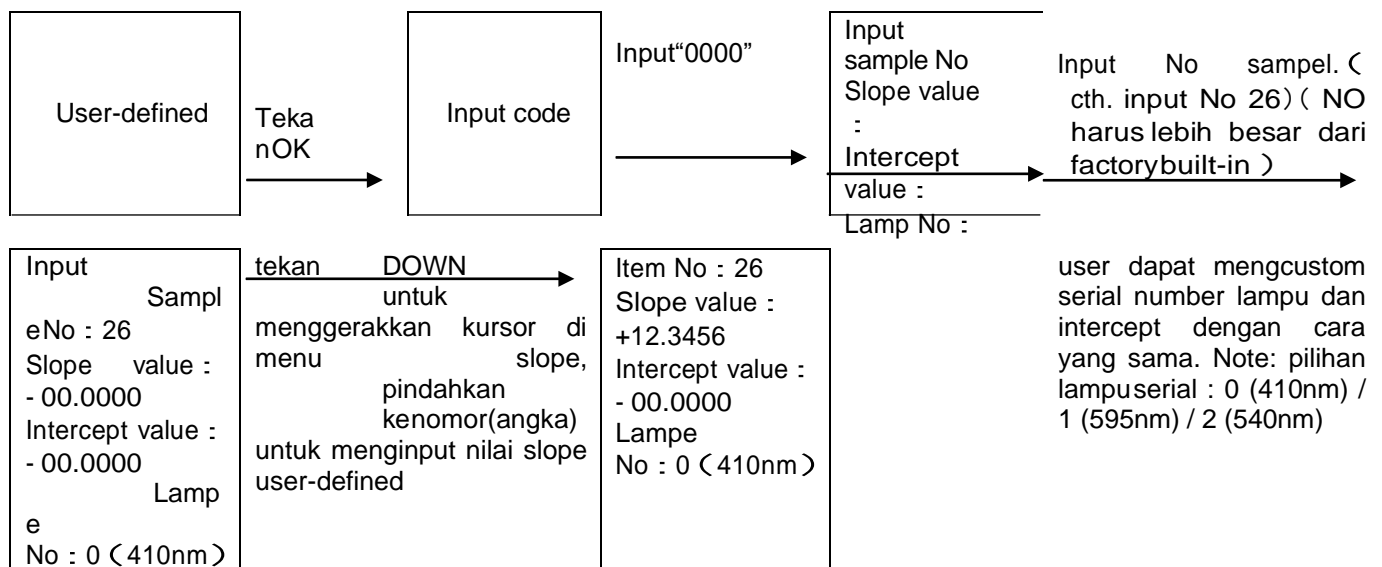 User-defined
Teka
nOK
Input code
Input“0000”
Input
sample No
Slope value
：
Intercept
value：
Lamp No：
Input No sampel.（
cth. input No 26）（ NO
harus lebih besar dari
factorybuilt-in ）
Input
Sampl
eNo：26
Slope value：
- 00.0000
Intercept value：
- 00.0000
Lamp
e
No：0（410nm）
tekan DOWN
untuk
menggerakkan kursor di
menu slope,
pindahkan
kenomor(angka)
untuk menginput nilai slope
user-defined
Item No：26
Slope value：
+12.3456
Intercept value：
- 00.0000
Lampe
No：0（410nm）
user dapat mengcustom
serial number lampu dan
intercept dengan cara
yang sama. Note: pilihan
lampuserial : 0 (410nm) /
1 (595nm) / 2 (540nm)